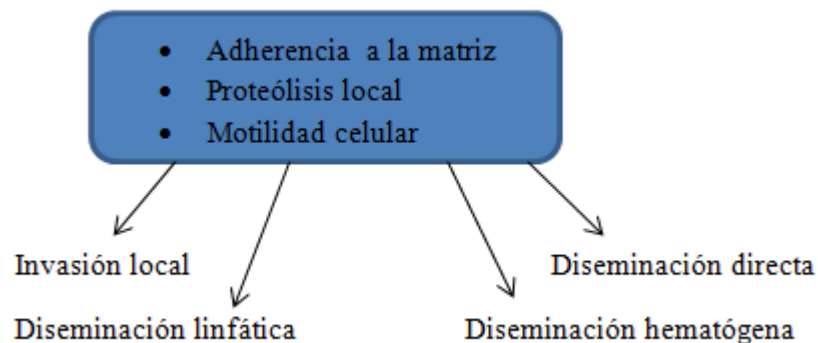 • Adherencia a la matriz
• Proteólisis local
• Motilidad celular
Invasión local
Diseminación directa
Diseminación linfática
Diseminación hematógena